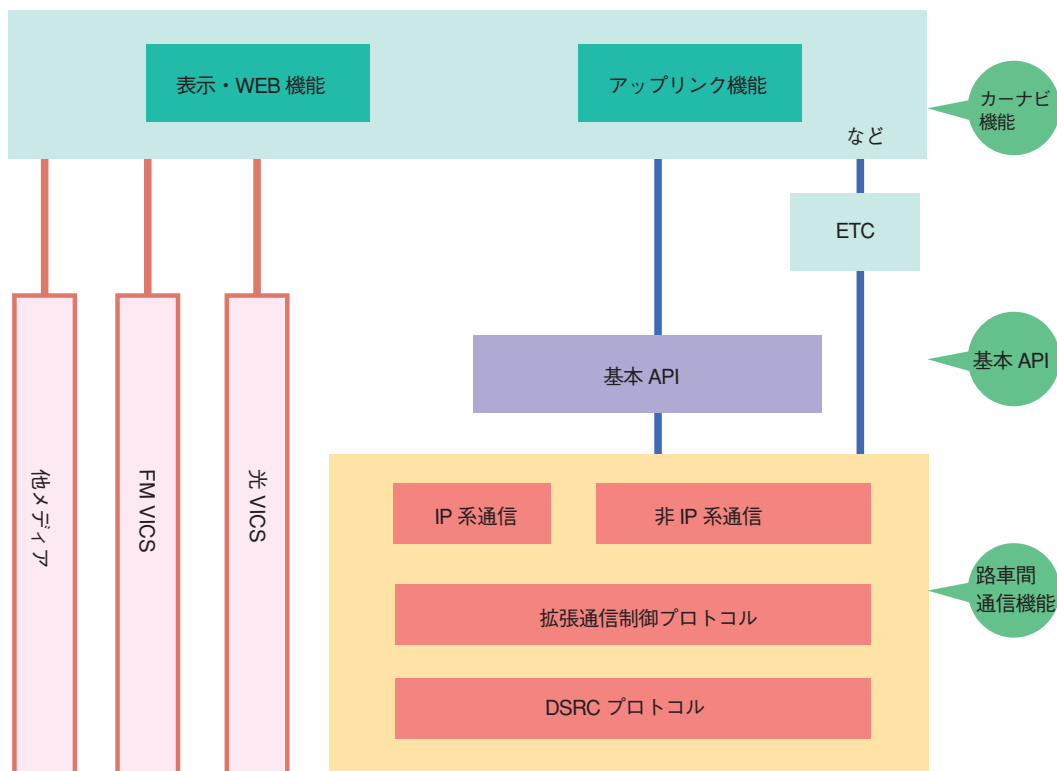 表示・WEB 機能
アップリンク機能
など
カーナビ
機能
ETC
基本 API
基本 API
他メディア
FM VICS
光 VICS
IP 系通信
非 IP 系通信
拡張通信制御プロトコル
DSRC プロトコル
路車間
通信機能